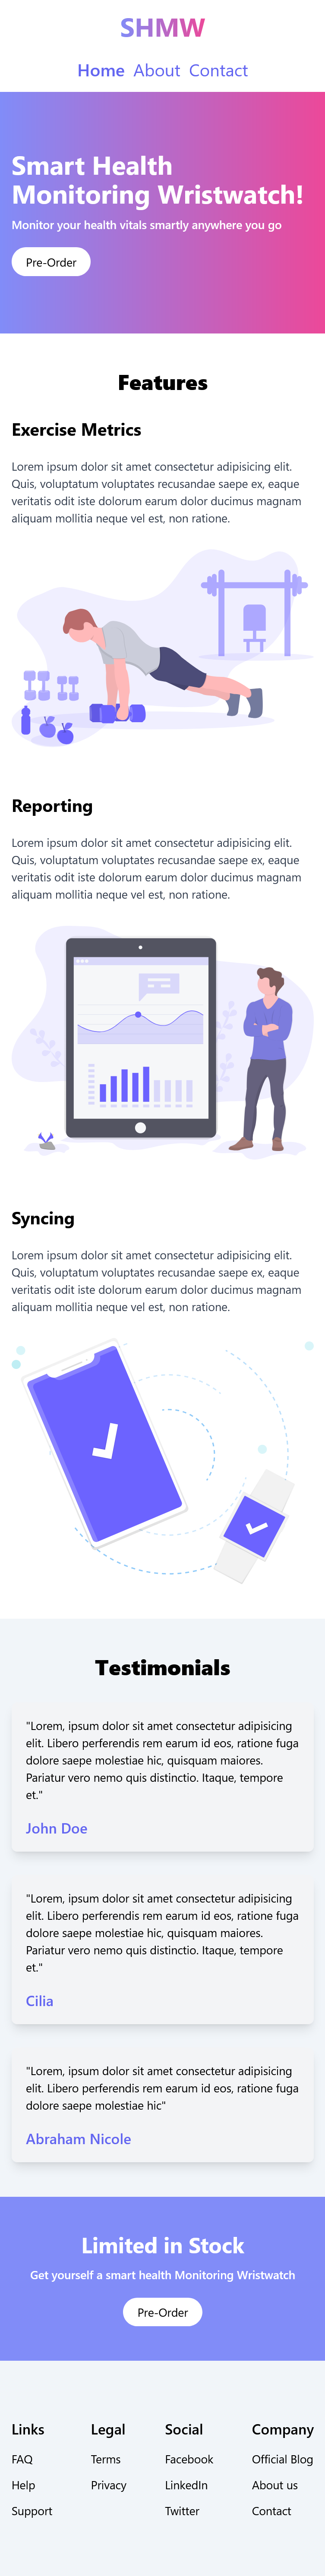 SHMW
Home About Contact
Smart Health
Monitoring Wristwatch!
Monitor your health vitals smartly anywhere you go
Pre-Order
Features
Exercise Metrics
Lorem ipsum dolor sit amet consectetur adipisicing elit.
Quis, voluptatum voluptates recusandae saepe ex, eaque
veritatis odit iste dolorum earum dolor ducimus magnam
aliquam mollitia neque vel est, non ratione.
Reporting
Lorem ipsum dolor sit amet consectetur adipisicing elit.
Quis, voluptatum voluptates recusandae saepe ex, eaque
veritatis odit iste dolorum earum dolor ducimus magnam
aliquam mollitia neque vel est, non ratione.
Syncing
Lorem ipsum dolor sit amet consectetur adipisicing elit.
Quis, voluptatum voluptates recusandae saepe ex, eaque
veritatis odit iste dolorum earum dolor ducimus magnam
aliquam mollitia neque vel est, non ratione.
Testimonials
"Lorem, ipsum dolor sit amet consectetur adipisicing
elit. Libero perferendis rem earum id eos, ratione fuga
dolore saepe molestiae hic, quisquam maiores.
Pariatur vero nemo quis distinctio. Itaque, tempore
et."
John Doe
"Lorem, ipsum dolor sit amet consectetur adipisicing
elit. Libero perferendis rem earum id eos, ratione fuga
dolore saepe molestiae hic, quisquam maiores.
Pariatur vero nemo quis distinctio. Itaque, tempore
et."
Cilia
"Lorem, ipsum dolor sit amet consectetur adipisicing
elit. Libero perferendis rem earum id eos, ratione fuga
dolore saepe molestiae hic"
Abraham Nicole
Limited in Stock
Get yourself a smart health Monitoring Wristwatch
Pre-Order
Links Legal Social Company
FAQ Terms Facebook Official Blog
Help Privacy LinkedIn About us
Support Twitter Contact